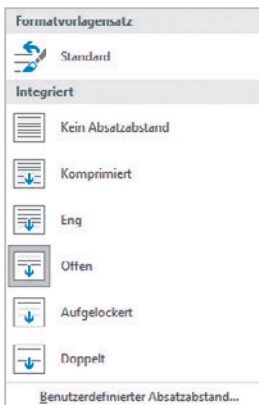 Formatvorlagensatz
Standard
Integriert
Kein Absatzabstand
Komprimiert
Eng
Offen
Aufgelockert
Doppelt
Benutzerdefinierter Absatzabstand...